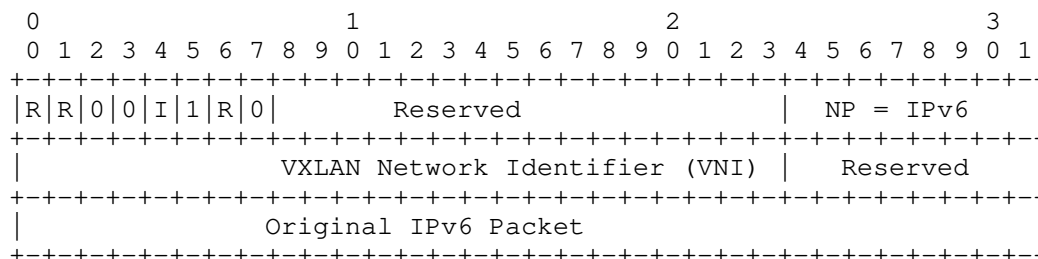 0                   1                   2                   3
 0 1 2 3 4 5 6 7 8 9 0 1 2 3 4 5 6 7 8 9 0 1 2 3 4 5 6 7 8 9 0 1
+-+-+-+-+-+-+-+-+-+-+-+-+-+-+-+-+-+-+-+-+-+-+-+-+-+-+-+-+-+-+-+-
|R|R|0|0|I|1|R|0|       Reserved                |  NP = IPv6
+-+-+-+-+-+-+-+-+-+-+-+-+-+-+-+-+-+-+-+-+-+-+-+-+-+-+-+-+-+-+-+-
|                VXLAN Network Identifier (VNI) |   Reserved
+-+-+-+-+-+-+-+-+-+-+-+-+-+-+-+-+-+-+-+-+-+-+-+-+-+-+-+-+-+-+-+-
|               Original IPv6 Packet
+-+-+-+-+-+-+-+-+-+-+-+-+-+-+-+-+-+-+-+-+-+-+-+-+-+-+-+-+-+-+-+-